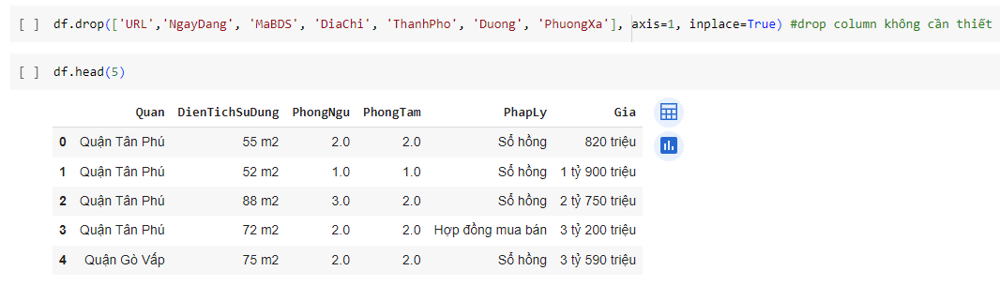 [ ] df.drop(['URL','NgayDang', 'MaBDS', 'DiaChi', 'ThanhPho', 'Duong', 'PhuongXa'], axis=1, inplace=True) #drop column không cần thiết
[ ] df.head(5)
Quan DienTichSuDung PhongNgu PhongTam PhapLy Gia
0 Quận Tân Phú 55 m2 2.0 2.0 Sổ hồng 820 triệu
1 Quận Tân Phú 52 m2 1.0 1.0 Sổ hồng 1 tỷ 900 triệu
2 Quận Tân Phú 88 m2 3.0 2.0 Sổ hồng 2 tỷ 750 triệu
3 Quận Tân Phú 72 m2 2.0 2.0 Hợp đồng mua bán 3 tỷ 200 triệu
4 Quận Gò Vấp 75 m2 2.0 2.0 Sổ hồng 3 tỷ 590 triệu